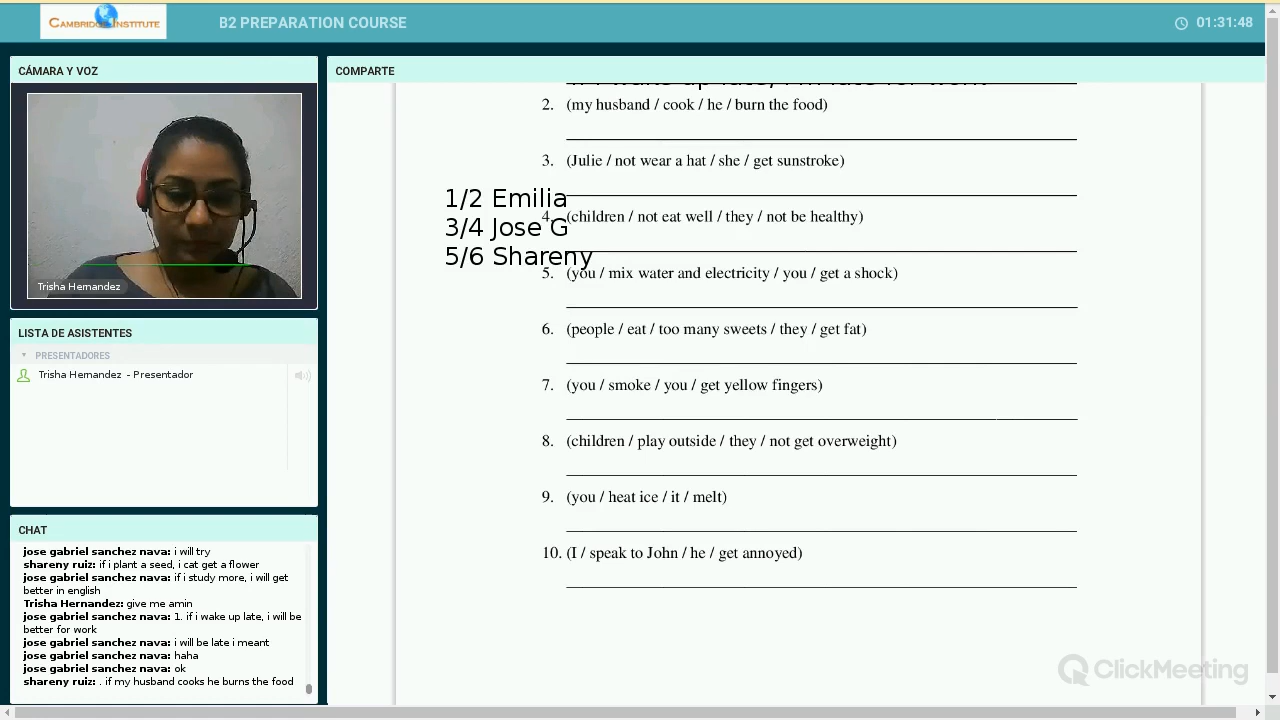 CAMBRIDGE INSTITUTE
B2 PREPARATION COURSE
01:31:48
CÁMARA Y VOZ
Trisha Hernandez
LISTA DE ASISTENTES
PRESENTADORES
Trisha Hernandez - Presentador
CHAT
jose gabriel sanchez nava: i will try
shareny ruiz: if i plant a seed, i cat get a flower
jose gabriel sanchez nava: if i study more, i will get
better in english
Trisha Hernandez: give me amin
jose gabriel sanchez nava: 1. if i wake up late, i will be
better for work
jose gabriel sanchez nava: i will be late i meant
jose gabriel sanchez nava: haha
jose gabriel sanchez nava: ok
shareny ruiz: . if my husband cooks he burns the food
COMPARTE
If I wake up late, I'm late for work
2. (my husband / cook / he / burn the food)
3. (Julie / not wear a hat / she / get sunstroke)
1/2 Emilia
3/4 Jose G
5/6 Shareny
4. (children / not eat well / they / not be healthy)
5. (you / mix water and electricity / you / get a shock)
6. (people / eat / too many sweets / they / get fat)
7. (you / smoke / you / get yellow fingers)
8. (children / play outside / they / not get overweight)
9. (you / heat ice / it / melt)
10. (I / speak to John / he / get annoyed)
ClickMeeting